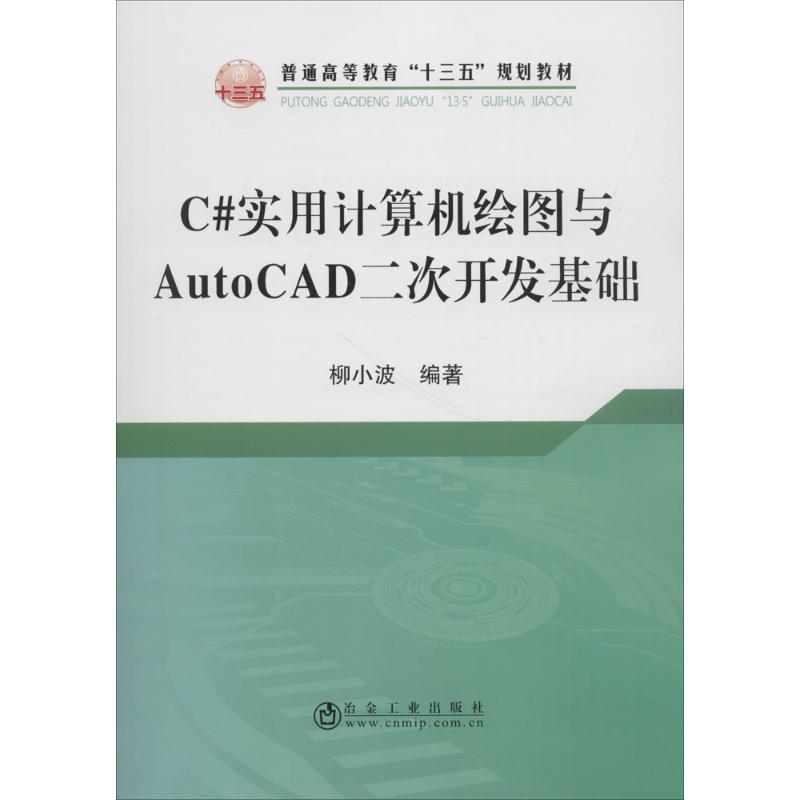 普通高等教育“十三五”规划教材
十三五
PUTONG GAODENG JIAOYU “13·5” GUIHUA JIAOCAI
C#实用计算机绘图与
AutoCAD二次开发基础
柳小波 编著
冶金工业出版社
www.cnmip.com.cn